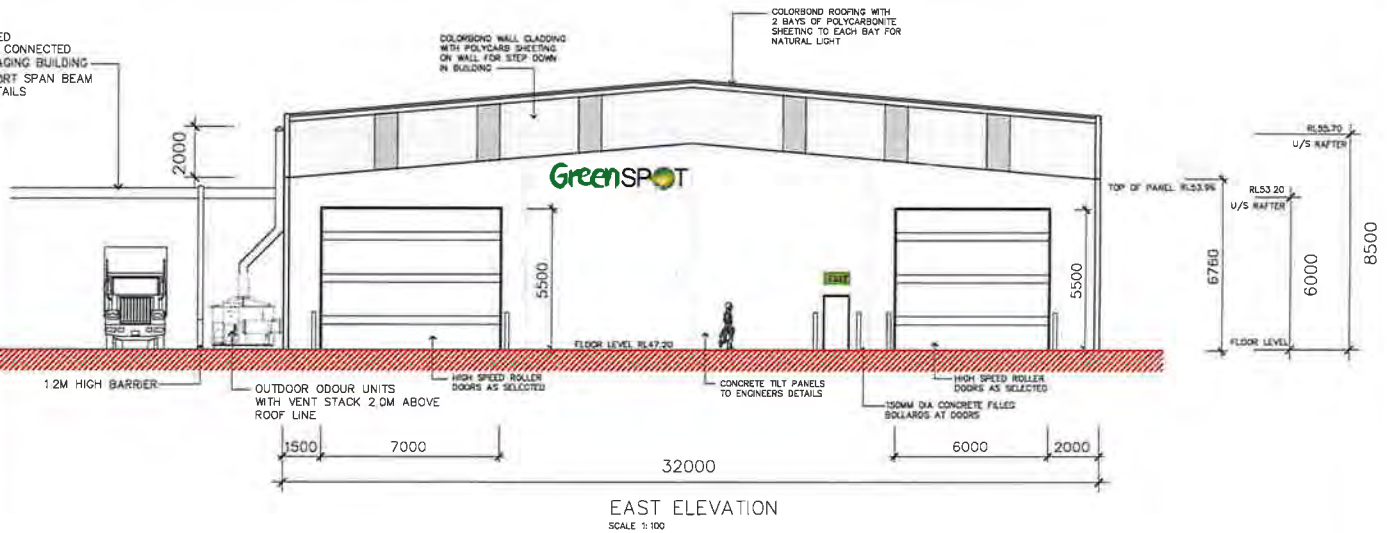 ED
CONNECTED
AGING BUILDING
ORT SPAN BEAM
TAILS
COLORBOND WALL CLADDING
WITH POLYCARB SHEETING
ON WALL FOR STEP DOWN
IN BUILDING
COLORBOND ROOFING WITH
2 BAYS OF POLYCARBONITE
SHEETING TO EACH BAY FOR
NATURAL LIGHT
2000
GreenSPOT
TOP OF PANEL RL53.96
RL55.70
U/S RAFTER
RL53 20
U/S RAFTER
5500
5500
6760
6000
8500
EXIT
FLOOR LEVEL RL47.20
FLOOR LEVEL
1.2M HIGH BARRIER
OUTDOOR ODOUR UNITS
WITH VENT STACK 2.0M ABOVE
ROOF LINE
HIGH SPEED ROLLER
DOORS AS SELECTED
CONCRETE TILT PANELS
TO ENGINEERS DETAILS
HIGH SPEED ROLLER
DOORS AS SELECTED
150MM DIA CONCRETE FILLED
BOLLARDS AT DOORS
1500
7000
6000
2000
32000
EAST ELEVATION
SCALE 1:100